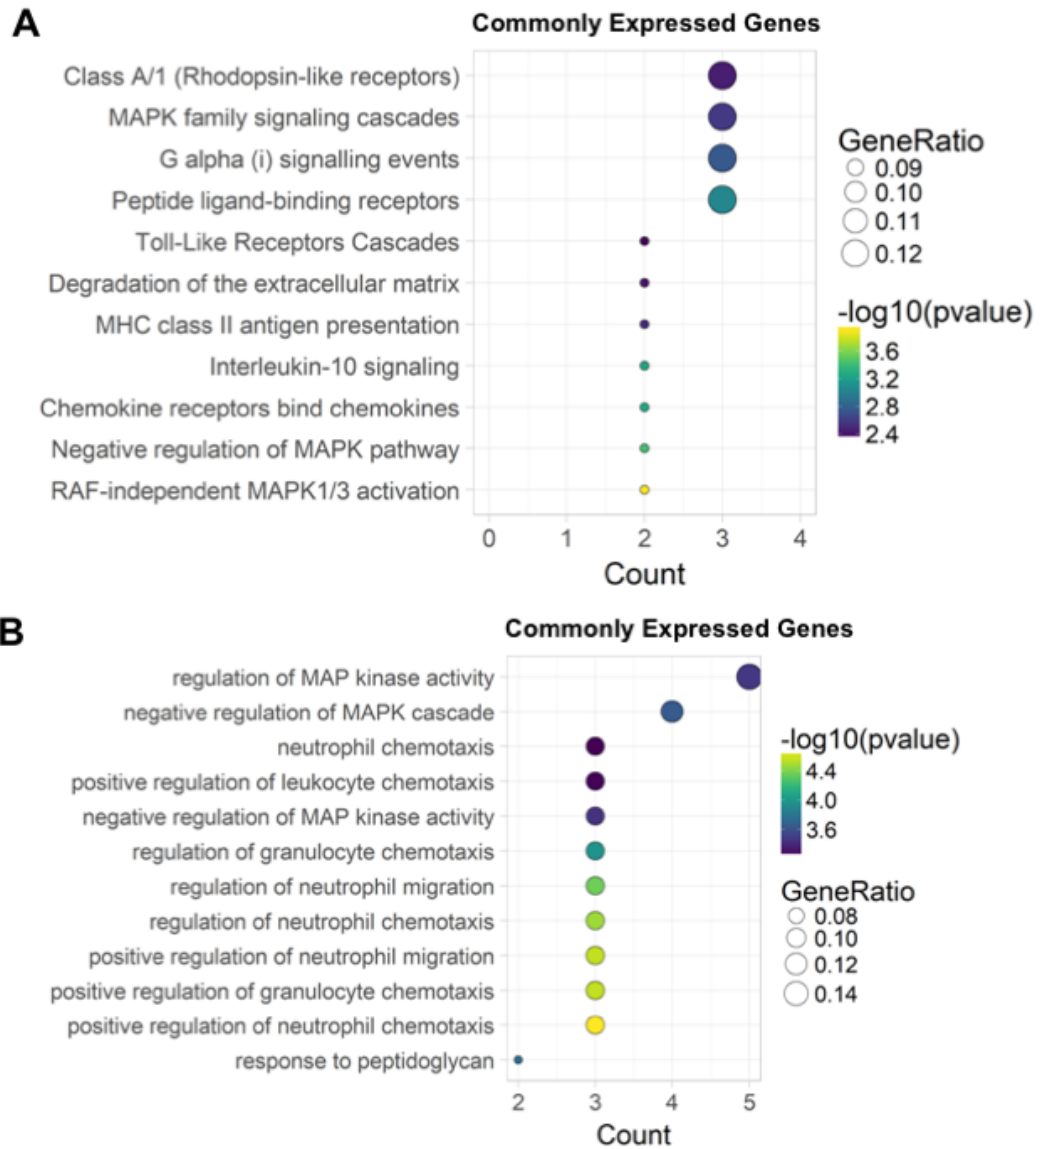 A
Commonly Expressed Genes
Class A/1 (Rhodopsin-like receptors)
MAPK family signaling cascades
G alpha (i) signalling events
Peptide ligand-binding receptors
Toll-Like Receptors Cascades
Degradation of the extracellular matrix
MHC class II antigen presentation
Interleukin-10 signaling
Chemokine receptors bind chemokines
Negative regulation of MAPK pathway
RAF-independent MAPK1/3 activation
0 1 2 3 4
Count
GeneRatio
0.09
0.10
0.11
0.12
-log10(pvalue)
3.6
3.2
2.8
2.4
B
Commonly Expressed Genes
regulation of MAP kinase activity
negative regulation of MAPK cascade
neutrophil chemotaxis
positive regulation of leukocyte chemotaxis
negative regulation of MAP kinase activity
regulation of granulocyte chemotaxis
regulation of neutrophil migration
regulation of neutrophil chemotaxis
positive regulation of neutrophil migration
positive regulation of granulocyte chemotaxis
positive regulation of neutrophil chemotaxis
response to peptidoglycan
2 3 4 5
Count
-log10(pvalue)
4.4
4.0
3.6
GeneRatio
0.08
0.10
0.12
0.14